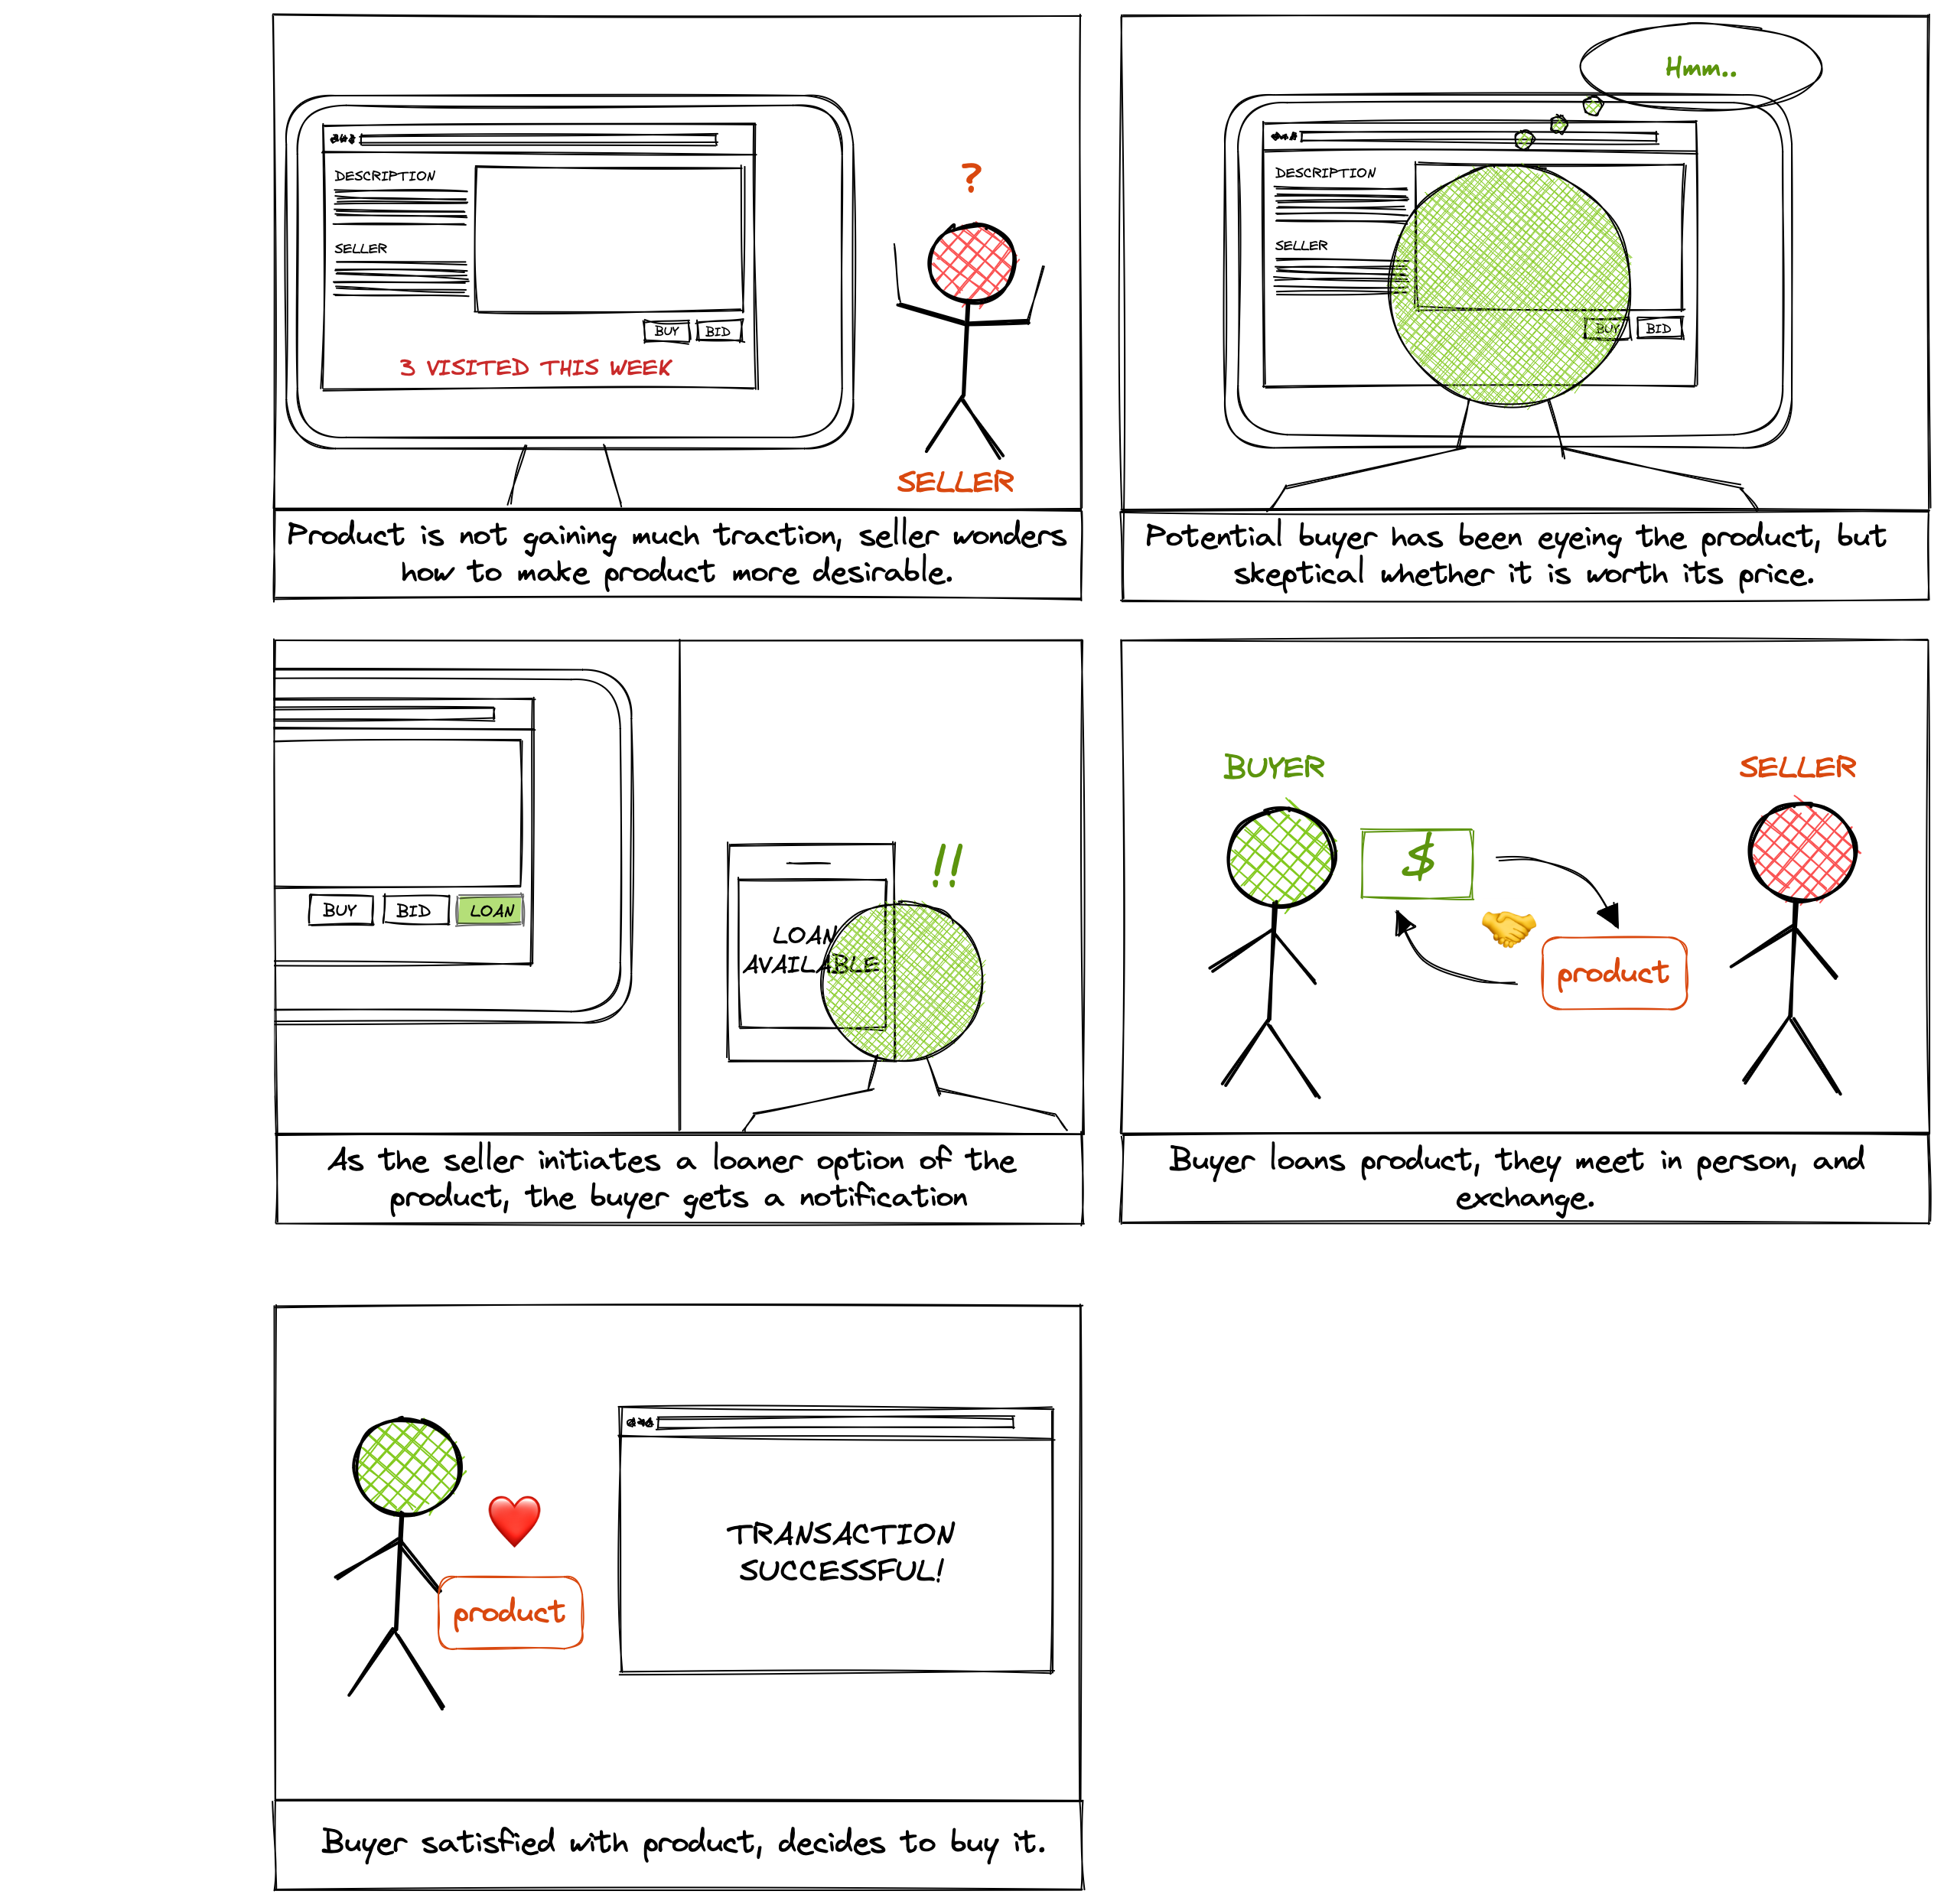 DESCRIPTION
SELLER
BUY BID
3 VISITED THIS WEEK
?
SELLER
Product is not gaining much traction, seller wonders
how to make product more desirable.
Hmm..
DESCRIPTION
SELLER
BUY BID
Potential buyer has been eyeing the product, but
skeptical whether it is worth its price.
BUY BID LOAN
!!
LOAN
AVAILABLE
As the seller initiates a loaner option of the
product, the buyer gets a notification
BUYER
SELLER
$
product
Buyer loans product, they meet in person, and
exchange.
product
TRANSACTION
SUCCESSFUL!
Buyer satisfied with product, decides to buy it.